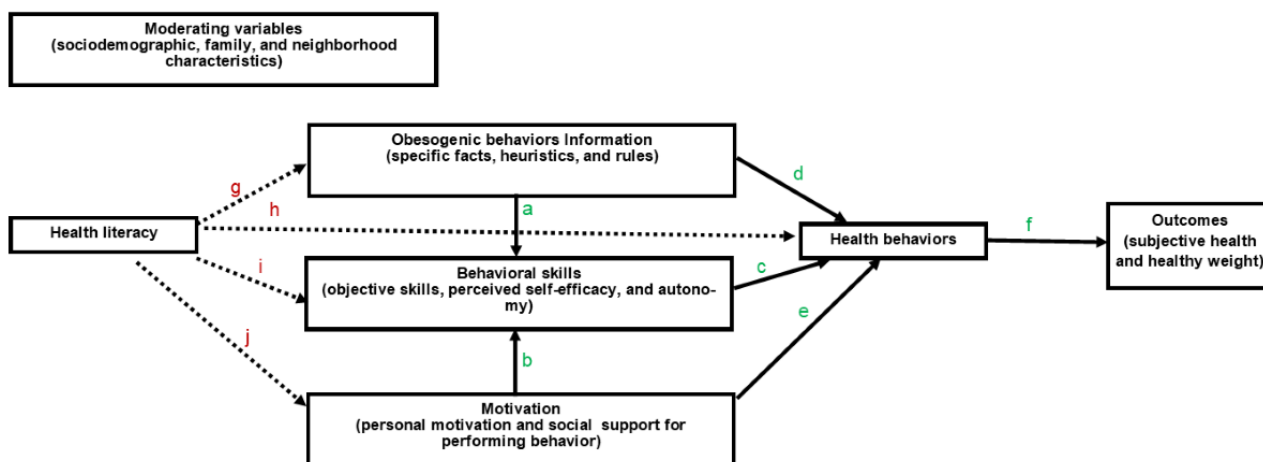 Moderating variables
(sociodemographic, family, and neighborhood
characteristics)
Obesogenic behaviors Information
(specific facts, heuristics, and rules)
g
h
a
d
Health literacy
Health behaviors
f
Outcomes
(subjective health
and healthy weight)
i
Behavioral skills
(objective skills, perceived self-efficacy, and autono-
my)
c
j
b
e
Motivation
(personal motivation and social support for
performing behavior)